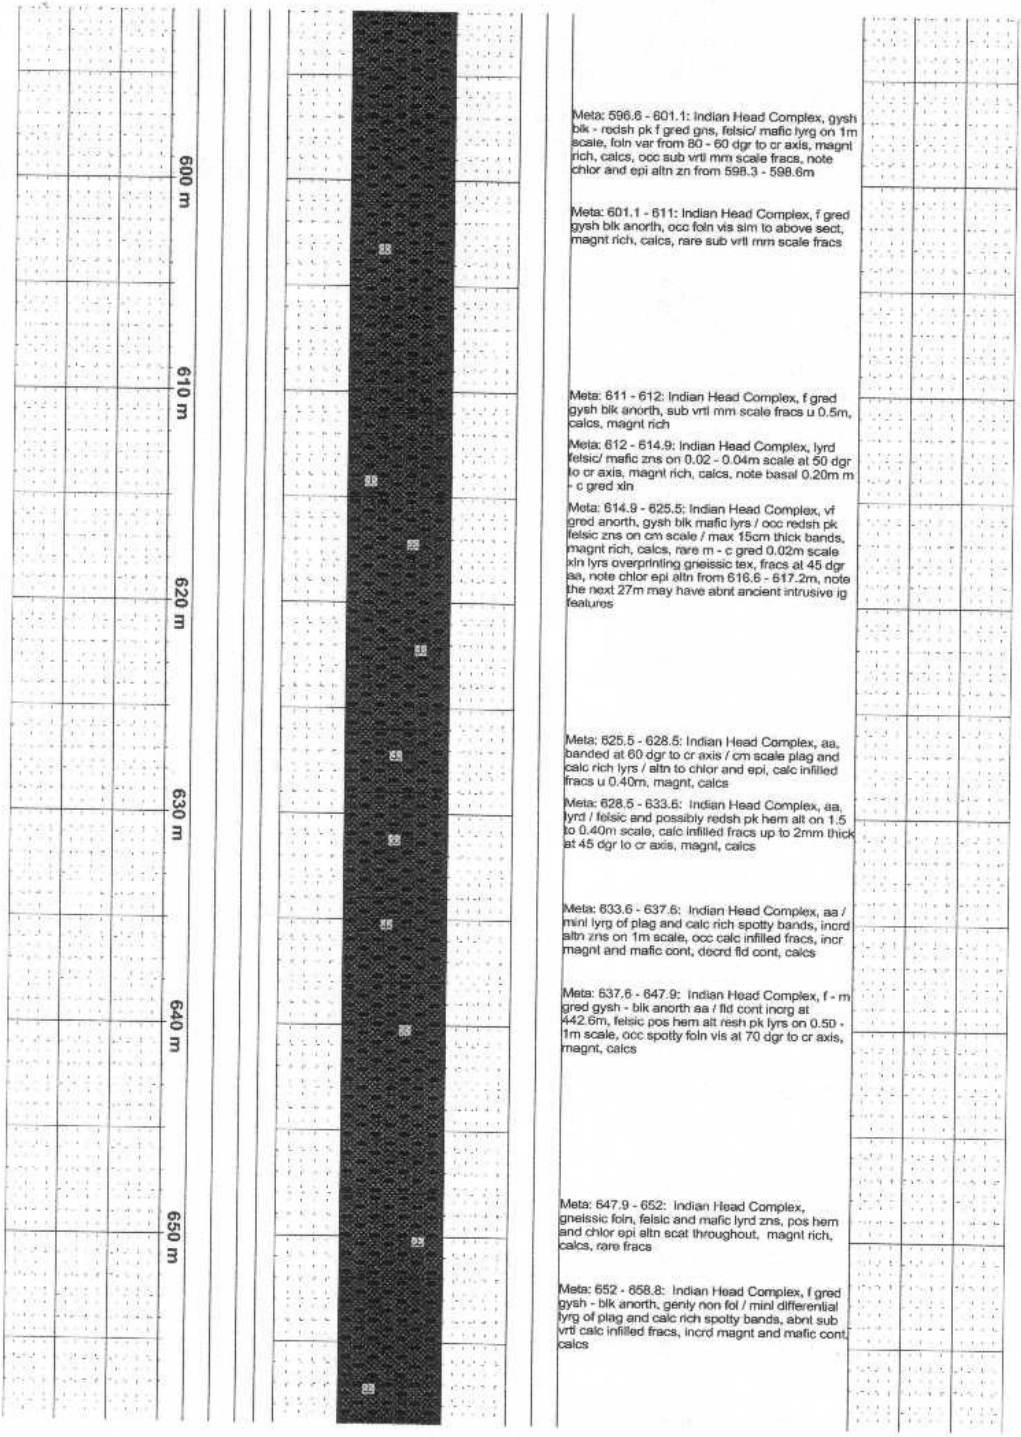 Meta: 596.6 - 601.1: Indian Head Complex, gysh
blk - redsh pk f gred gns, felsic/ mafic lyrg on 1m
scale, foln var from 80 - 60 dgr to cr axis, magnt
rich, calcs, occ sub vrtl mm scale fracs, note
chlor and epi altn zn from 598.3 - 598.6m
600 m
Meta: 601.1 - 611: Indian Head Complex, f gred
gysh blk anorth, occ foln vis sim to above sect,
magnt rich, calcs, rare sub vrtl mm scale fracs
610 m
Meta: 611 - 612: Indian Head Complex, f gred
gysh blk anorth, sub vrtl mm scale fracs u 0.5m,
calcs, magnt rich
Meta: 612 - 614.9: Indian Head Complex, lyrd
felsic/ mafic zns on 0.02 - 0.04m scale at 50 dgr
to cr axis, magnt rich, calcs, note basal 0.20m m
- c gred xln
Meta: 614.9 - 625.5: Indian Head Complex, vf
gred anorth, gysh blk mafic lyrs / occ redsh pk
felsic zns on cm scale / max 15cm thick bands,
magnt rich, calcs, rare m - c gred 0.02m scale
xln lyrs overprinting gneissic tex, fracs at 45 dgr
aa, note chlor epi altn from 616.6 - 617.2m, note
the next 27m may have abnt ancient intrusive ig
features
620 m
Meta: 625.5 - 628.5: Indian Head Complex, aa,
banded at 60 dgr to cr axis / cm scale plag and
calc rich lyrs / altn to chlor and epi, calc infilled
fracs u 0.40m, magnt, calcs
630 m
Meta: 628.5 - 633.6: Indian Head Complex, aa,
lyrd / felsic and possibly redsh pk hem alt on 1.5
to 0.40m scale, calc infilled fracs up to 2mm thick
at 45 dgr to cr axis, magnt, calcs
Meta: 633.6 - 637.6: Indian Head Complex, aa /
minl lyrg of plag and calc rich spotty bands, incrd
altn zns on 1m scale, occ calc infilled fracs, incr
magnt and mafic cont, decrd fld cont, calcs
640 m
Meta: 637.6 - 647.9: Indian Head Complex, f - m
gred gysh - blk anorth aa / fld cont incrg at
442.6m, felsic pos hem alt resh pk lyrs on 0.50 -
1m scale, occ spotty foln vis at 70 dgr to cr axis,
magnt, calcs
650 m
Meta: 647.9 - 652: Indian Head Complex,
gneissic foln, felsic and mafic lyrd zns, pos hem
and chlor epi altn scat throughout, magnt rich,
calcs, rare fracs
Meta: 652 - 658.8: Indian Head Complex, f gred
gysh - blk anorth, genly non fol / minl differential
lyrg of plag and calc rich spotty bands, abnt sub
vrtl calc infilled fracs, incrd magnt and mafic cont,
calcs